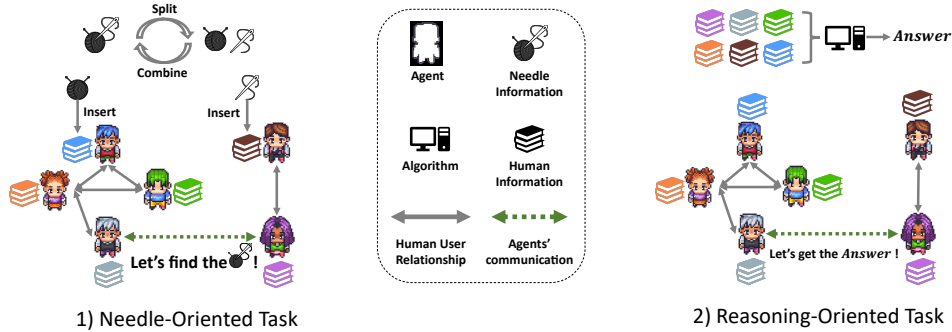 Split
Combine
Insert
Insert
Let's find the !
1) Needle-Oriented Task
Agent
Needle
Information
Algorithm
Human
Information
Human User
Relationship
Agents'
communication
Answer
Let's get the Answer !
2) Reasoning-Oriented Task